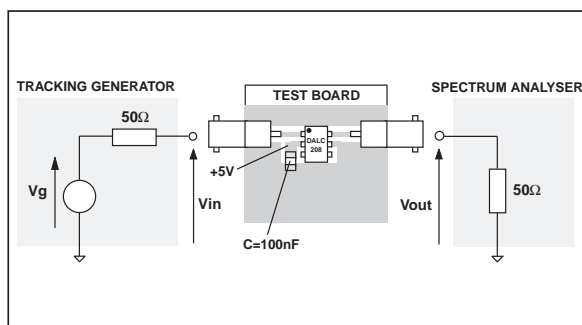 TRACKING GENERATOR
TEST BOARD
SPECTRUM ANALYSER
50Ω
DALC
208
+5V
50Ω
Vg
Vin
Vout
C=100nF